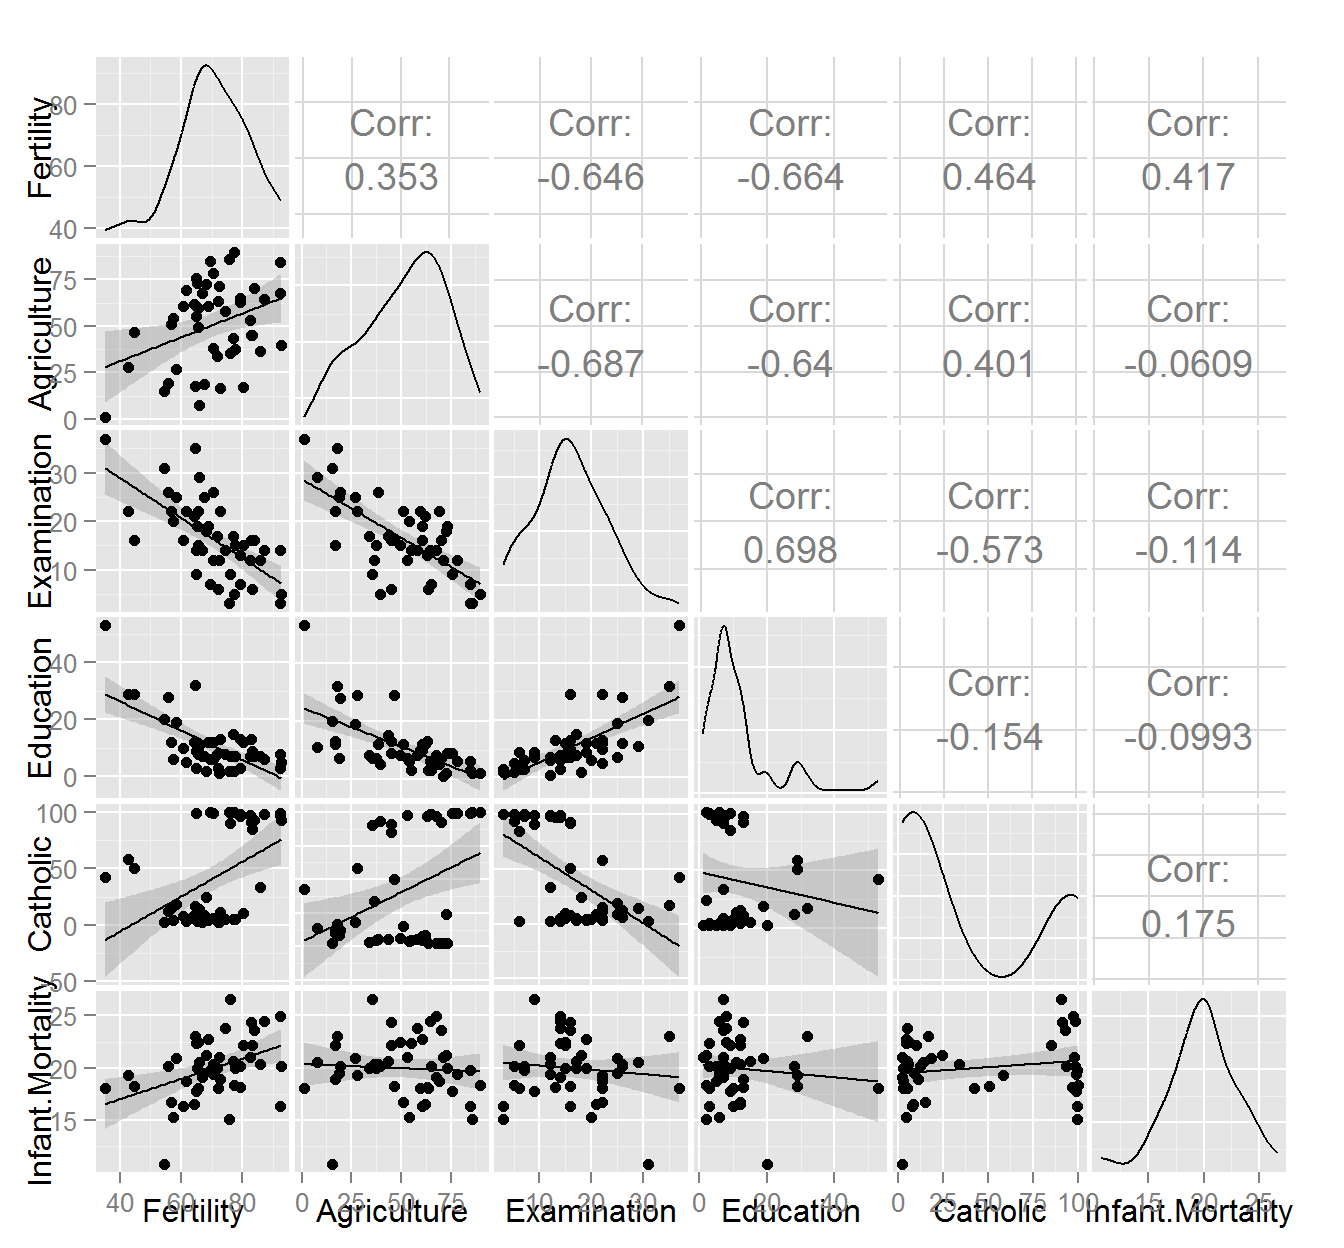 Fertility
80
60
40
Corr:
0.353
Corr:
-0.646
Corr:
-0.664
Corr:
0.464
Corr:
0.417
Agriculture
75
50
25
0
Corr:
-0.687
Corr:
-0.64
Corr:
0.401
Corr:
-0.0609
Examination
30
20
10
Corr:
0.698
Corr:
-0.573
Corr:
-0.114
Education
40
20
0
Corr:
-0.154
Corr:
-0.0993
Catholic
100
50
0
Corr:
0.175
Infant.Mortality
25
20
15
40 60 80 0 25 50 75 10 20 30 0 20 40 0 25 50 75 100 15 20 25
Fertility Agriculture Examination Education Catholic Infant.Mortality